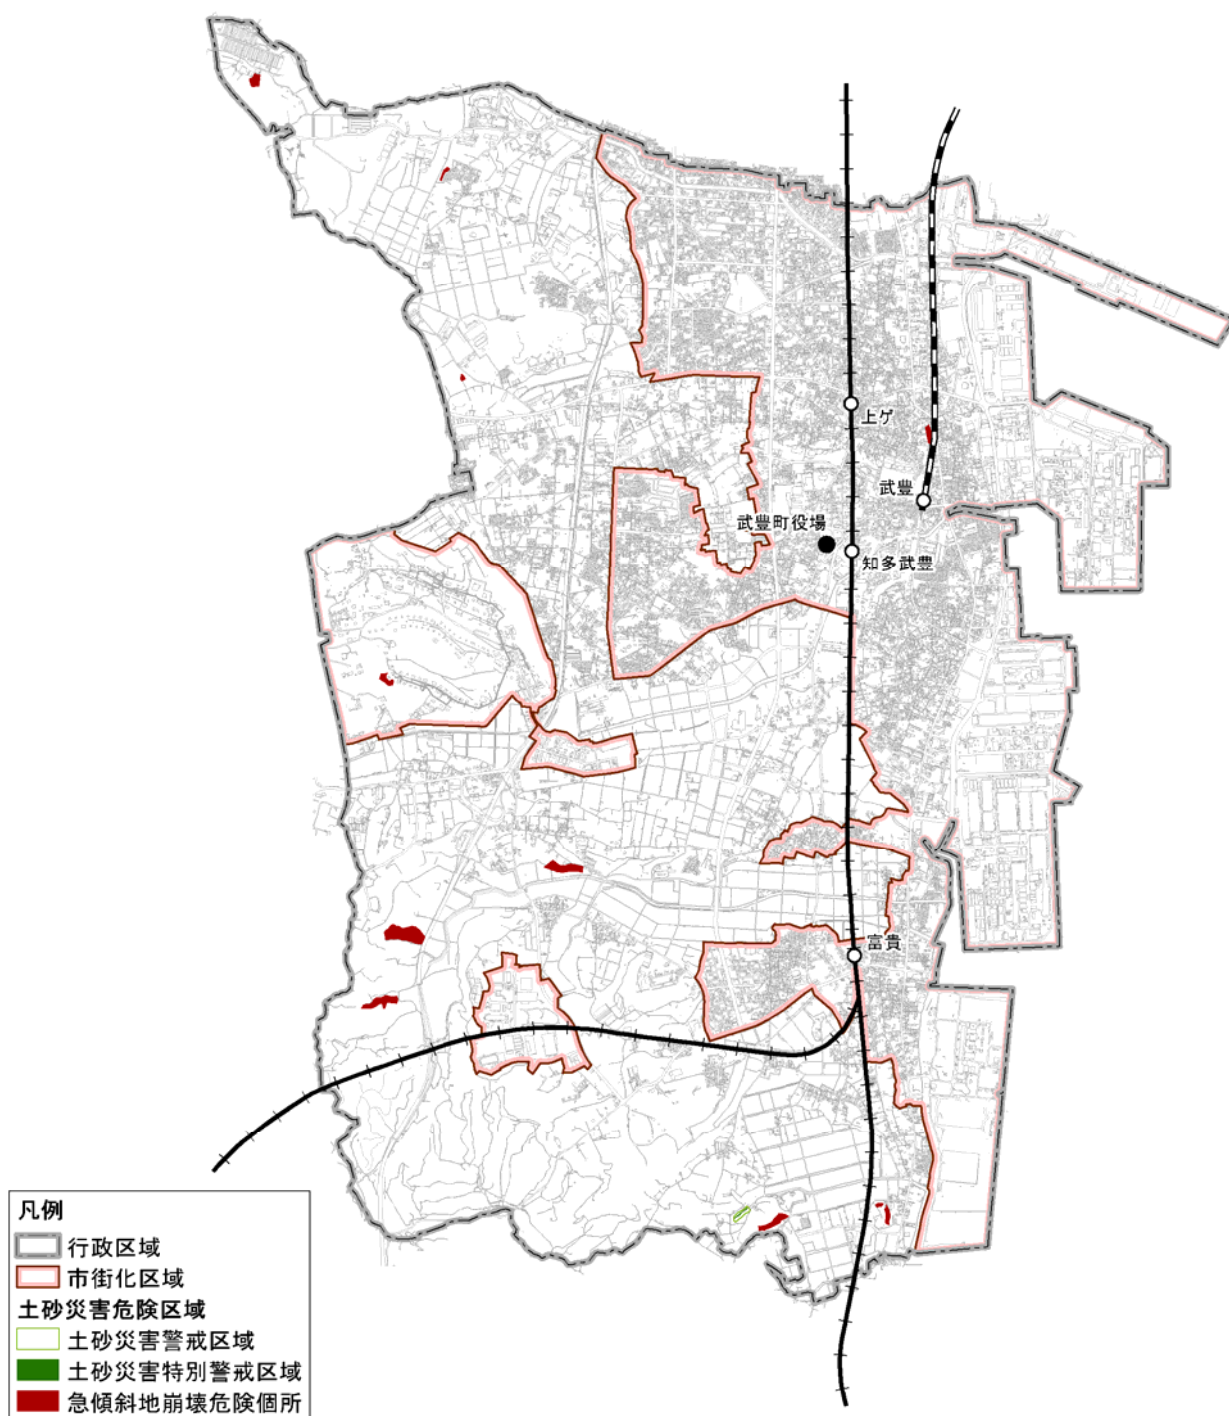 上ゲ
武豊
武豊町役場
知多武豊
富貴
凡例
行政区域
市街化区域
土砂災害危険区域
土砂災害警戒区域
土砂災害特別警戒区域
急傾斜地崩壊危険個所